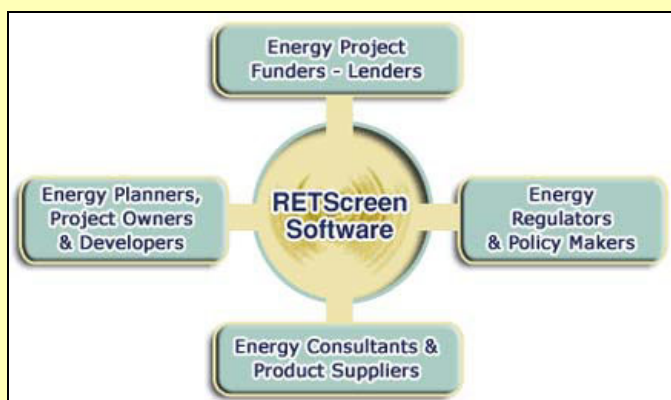 Energy Project
Funders - Lenders
Energy Planners,
Project Owners
& Developers
RETScreen
Software
Energy
Regulators
& Policy Makers
Energy Consultants &
Product Suppliers